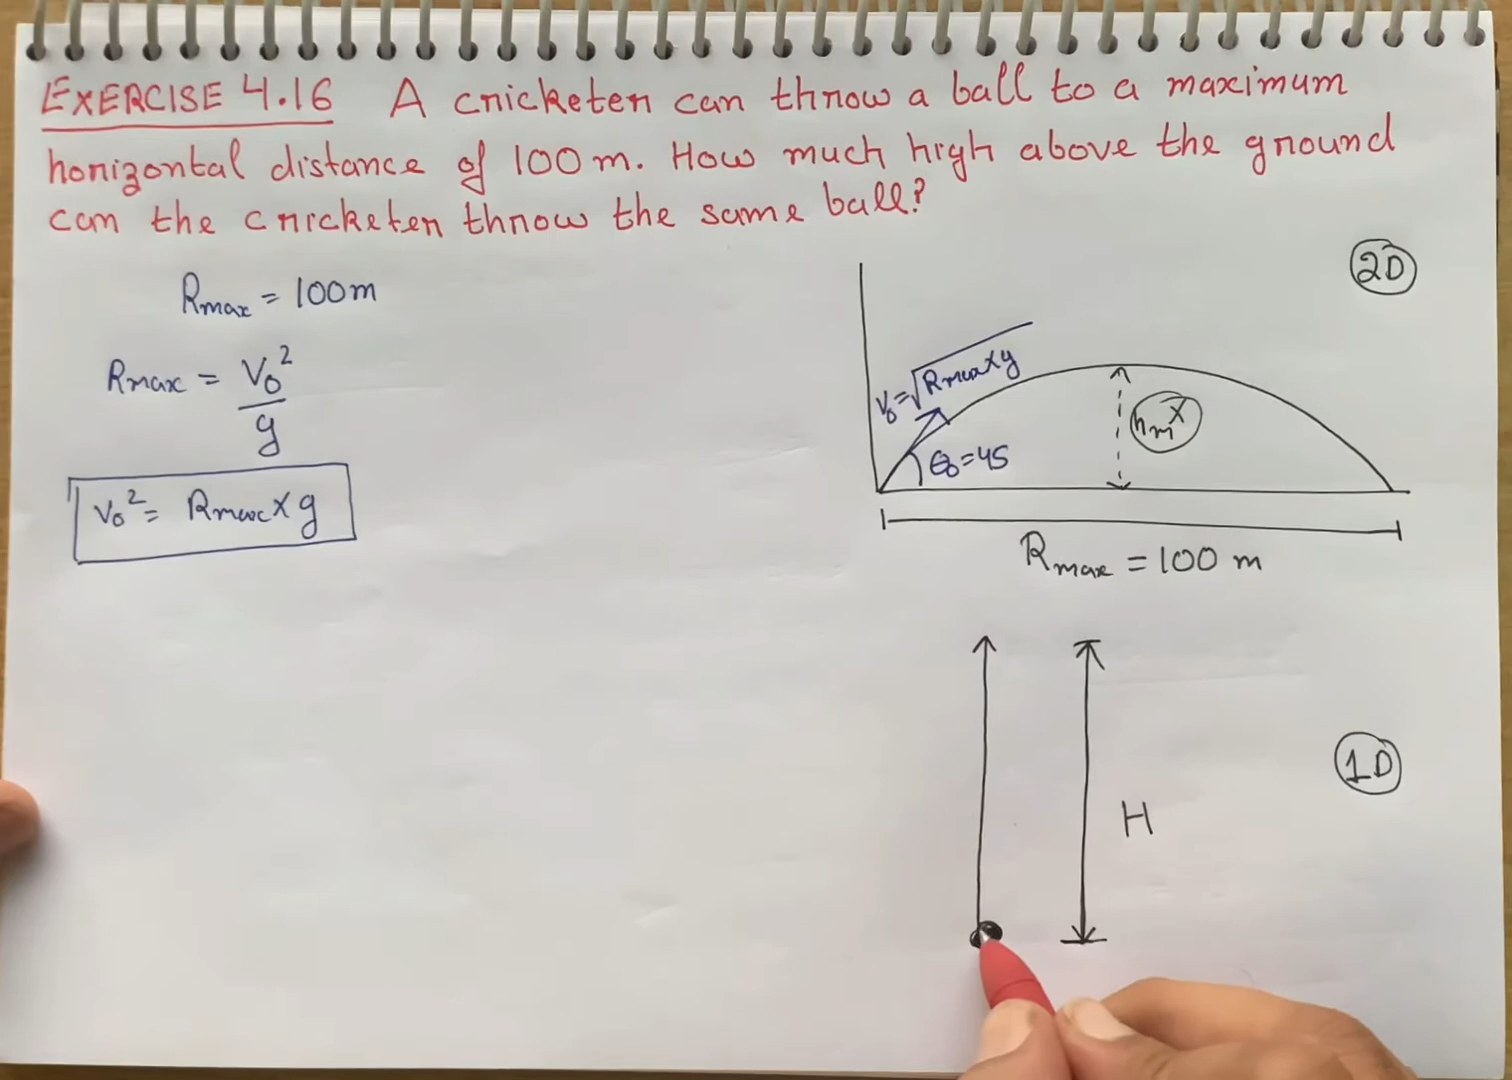 EXERCISE 4.16 A cricketer can throw a ball to a maximum
horizontal distance of 100 m. How much high above the ground
can the cricketer throw the same ball?
Rmax = 100m
Rmax = V₀²/g
V₀² = Rmax × g
2D
V₀ = √Rmax × g
θ₀ = 45
hm X
Rmax = 100 m
1D
H